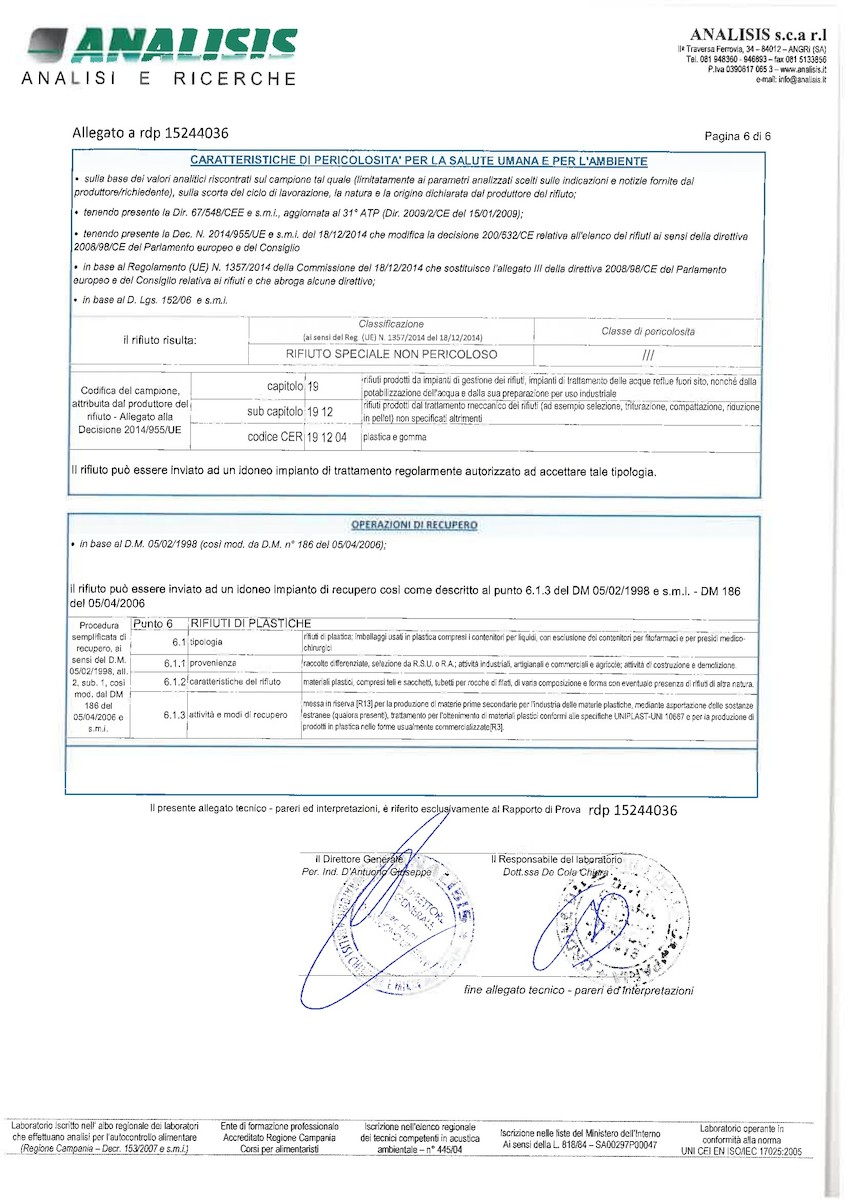 ANALISIS
ANALISI E RICERCHE
ANALISIS s.c.a r.l
IIª Traversa Ferrovia, 34 – 84012 – ANGRI (SA)
Tel. 081 948360 - 946893 – fax 081 5133856
P.Iva 0390617 065 3 – www.analisis.it
e-mail: info@analisis.it
Allegato a rdp 15244036
Pagina 6 di 6
CARATTERISTICHE DI PERICOLOSITA' PER LA SALUTE UMANA E PER L'AMBIENTE
• sulla base dei valori analitici riscontrati sul campione tal quale (limitatamente ai parametri analizzati scelti sulle indicazioni e notizie fornite dal
produttore/richiedente), sulla scorta del ciclo di lavorazione, la natura e la origine dichiarata dal produttore del rifiuto;
• tenendo presente la Dir. 67/548/CEE e s.m.i., aggiornata al 31° ATP (Dir. 2009/2/CE del 15/01/2009);
• tenendo presente la Dec. N. 2014/955/UE e s.m.i. del 18/12/2014 che modifica la decisione 200/532/CE relativa all'elenco dei rifiuti ai sensi della direttiva
2008/98/CE del Parlamento europeo e del Consiglio
• in base al Regolamento (UE) N. 1357/2014 della Commissione del 18/12/2014 che sostituisce l'allegato III della direttiva 2008/98/CE del Parlamento
europeo e del Consiglio relativa ai rifiuti e che abroga alcune direttive;
• in base al D. Lgs. 152/06 e s.m.i.
il rifiuto risulta:
Classificazione
(ai sensi del Reg. (UE) N. 1357/2014 del 18/12/2014)
Classe di pericolosità
RIFIUTO SPECIALE NON PERICOLOSO
///
Codifica del campione,
attribuita dal produttore del
rifiuto - Allegato alla
Decisione 2014/955/UE
capitolo 19
rifiuti prodotti da impianti di gestione dei rifiuti, impianti di trattamento delle acque reflue fuori sito, nonché dalla
potabilizzazione dell'acqua e dalla sua preparazione per uso industriale
sub capitolo 19 12
rifiuti prodotti dal trattamento meccanico dei rifiuti (ad esempio selezione, triturazione, compattazione, riduzione
in pellet) non specificati altrimenti
codice CER 19 12 04
plastica e gomma
Il rifiuto può essere inviato ad un idoneo impianto di trattamento regolarmente autorizzato ad accettare tale tipologia.
OPERAZIONI DI RECUPERO
• in base al D.M. 05/02/1998 (così mod. da D.M. n° 186 del 05/04/2006);
Il rifiuto può essere inviato ad un idoneo impianto di recupero così come descritto al punto 6.1.3 del DM 05/02/1998 e s.m.i. - DM 186
del 05/04/2006
Procedura
semplificata di
recupero, ai
sensi del D.M.
05/02/1998, all.
2, sub. 1, così
mod. dal DM
186 del
05/04/2006 e
s.m.i.
Punto 6 RIFIUTI DI PLASTICHE
6.1 tipologia
rifiuti di plastica; imballaggi usati in plastica compresi i contenitori per liquidi, con esclusione dei contenitori per fitofarmaci e per presidi medico-
chirurgici
6.1.1 provenienza
raccolte differenziate, selezione da R.S.U. o R.A.; attività industriali, artigianali e commerciali e agricole; attività di costruzione e demolizione.
6.1.2 caratteristiche del rifiuto
materiali plastici, compresi teli e sacchetti, tubetti per rocche di filati, di varia composizione e forma con eventuale presenza di rifiuti di altra natura.
6.1.3 attività e modi di recupero
messa in riserva [R13] per la produzione di materie prime secondarie per l'industria delle materie plastiche, mediante asportazione delle sostanze
estranee (qualora presenti), trattamento per l'ottenimento di materiali plastici conformi alle specifiche UNIPLAST-UNI 10667 e per la produzione di
prodotti in plastica nelle forme usualmente commercializzate[R3].
Il presente allegato tecnico - pareri ed interpretazioni, è riferito esclusivamente al Rapporto di Prova rdp 15244036
il Direttore Generale
Per. Ind. D'Antuono Giuseppe
Il Responsabile del laboratorio
Dott.ssa De Cola Chiara
DIRETTORE
GENERALE
fine allegato tecnico - pareri ed interpretazioni
Laboratorio iscritto nell' albo regionale dei laboratori
che effettuano analisi per l'autocontrollo alimentare
(Regione Campania – Decr. 153/2007 e s.m.i.)
Ente di formazione professionale
Accreditato Regione Campania
Corsi per alimentaristi
Iscrizione nell'elenco regionale
dei tecnici competenti in acustica
ambientale – n° 445/04
Iscrizione nelle liste del Ministero dell'Interno
Ai sensi della L. 818/84 – SA00297P00047
Laboratorio operante in
conformità alla norma
UNI CEI EN ISO/IEC 17025:2005